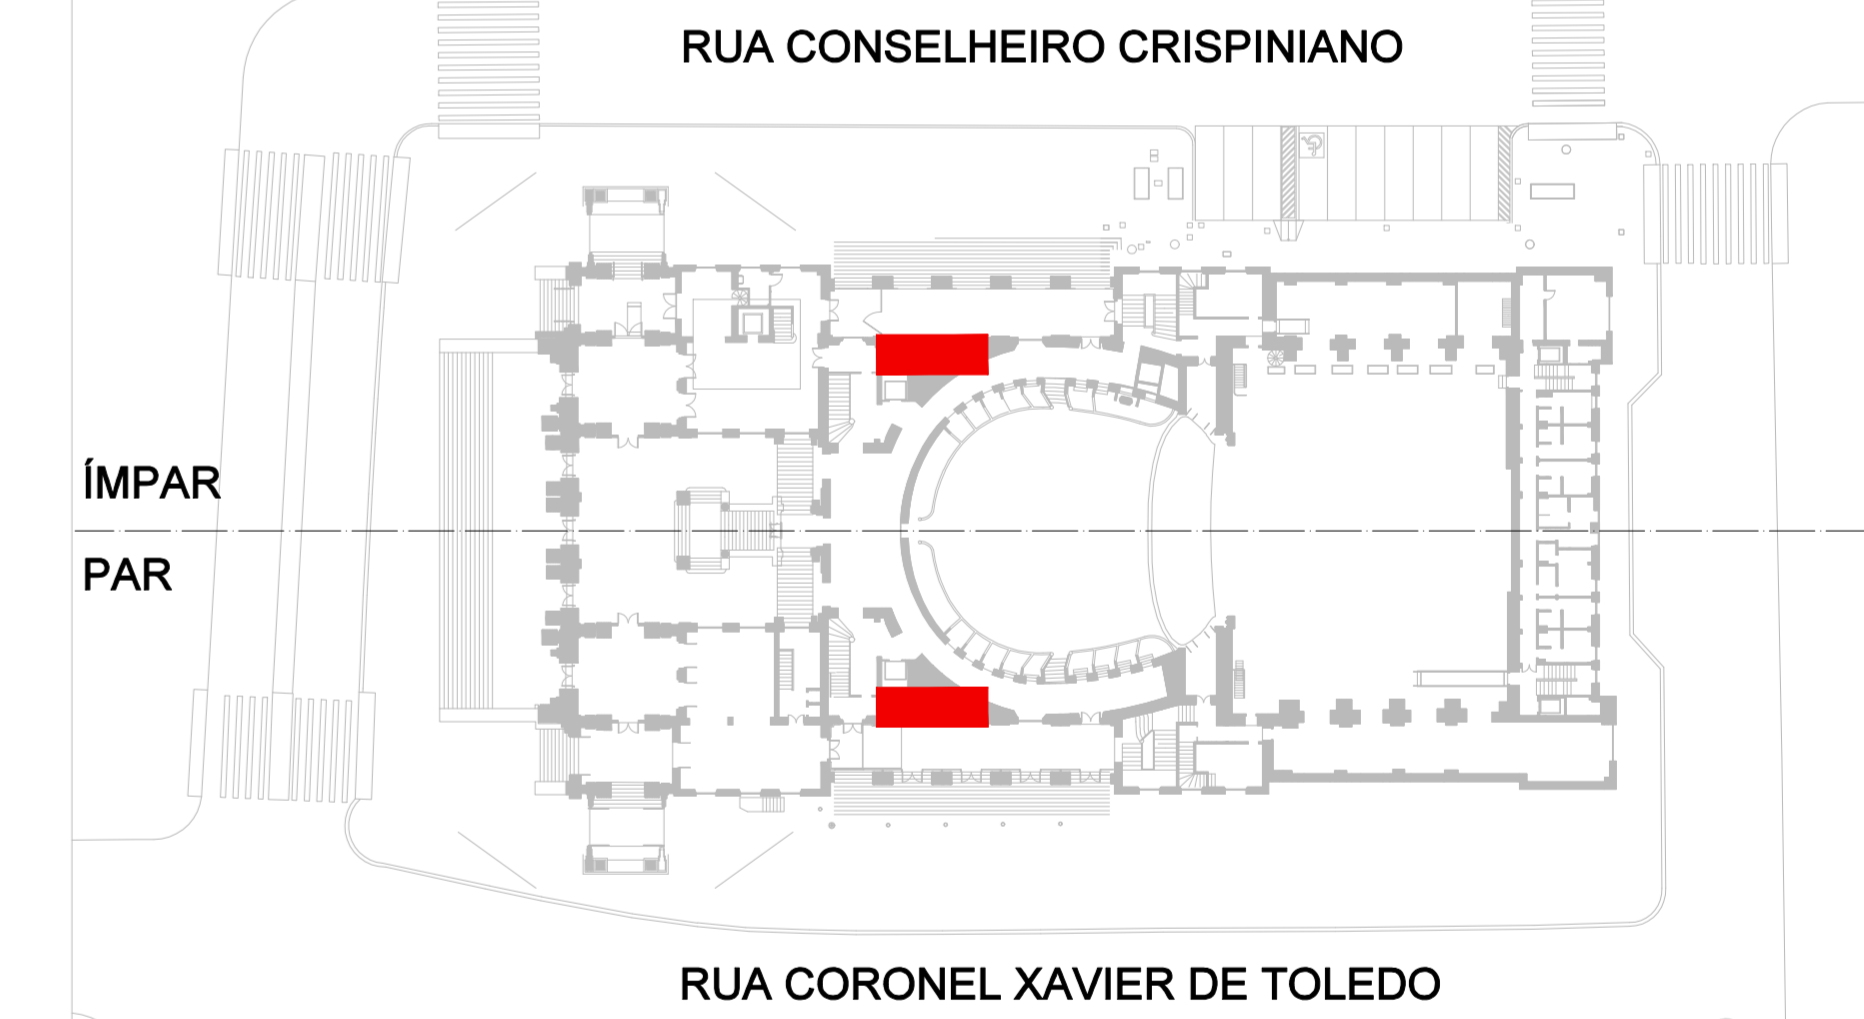 RUA CONSELHEIRO CRISPINIANO
ÍMPAR
PAR
RUA CORONEL XAVIER DE TOLEDO